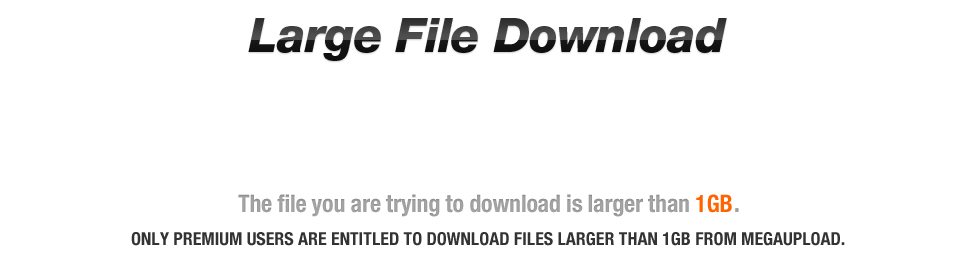 Large File Download
The file you are trying to download is larger than 1GB.
ONLY PREMIUM USERS ARE ENTITLED TO DOWNLOAD FILES LARGER THAN 1GB FROM MEGAUPLOAD.